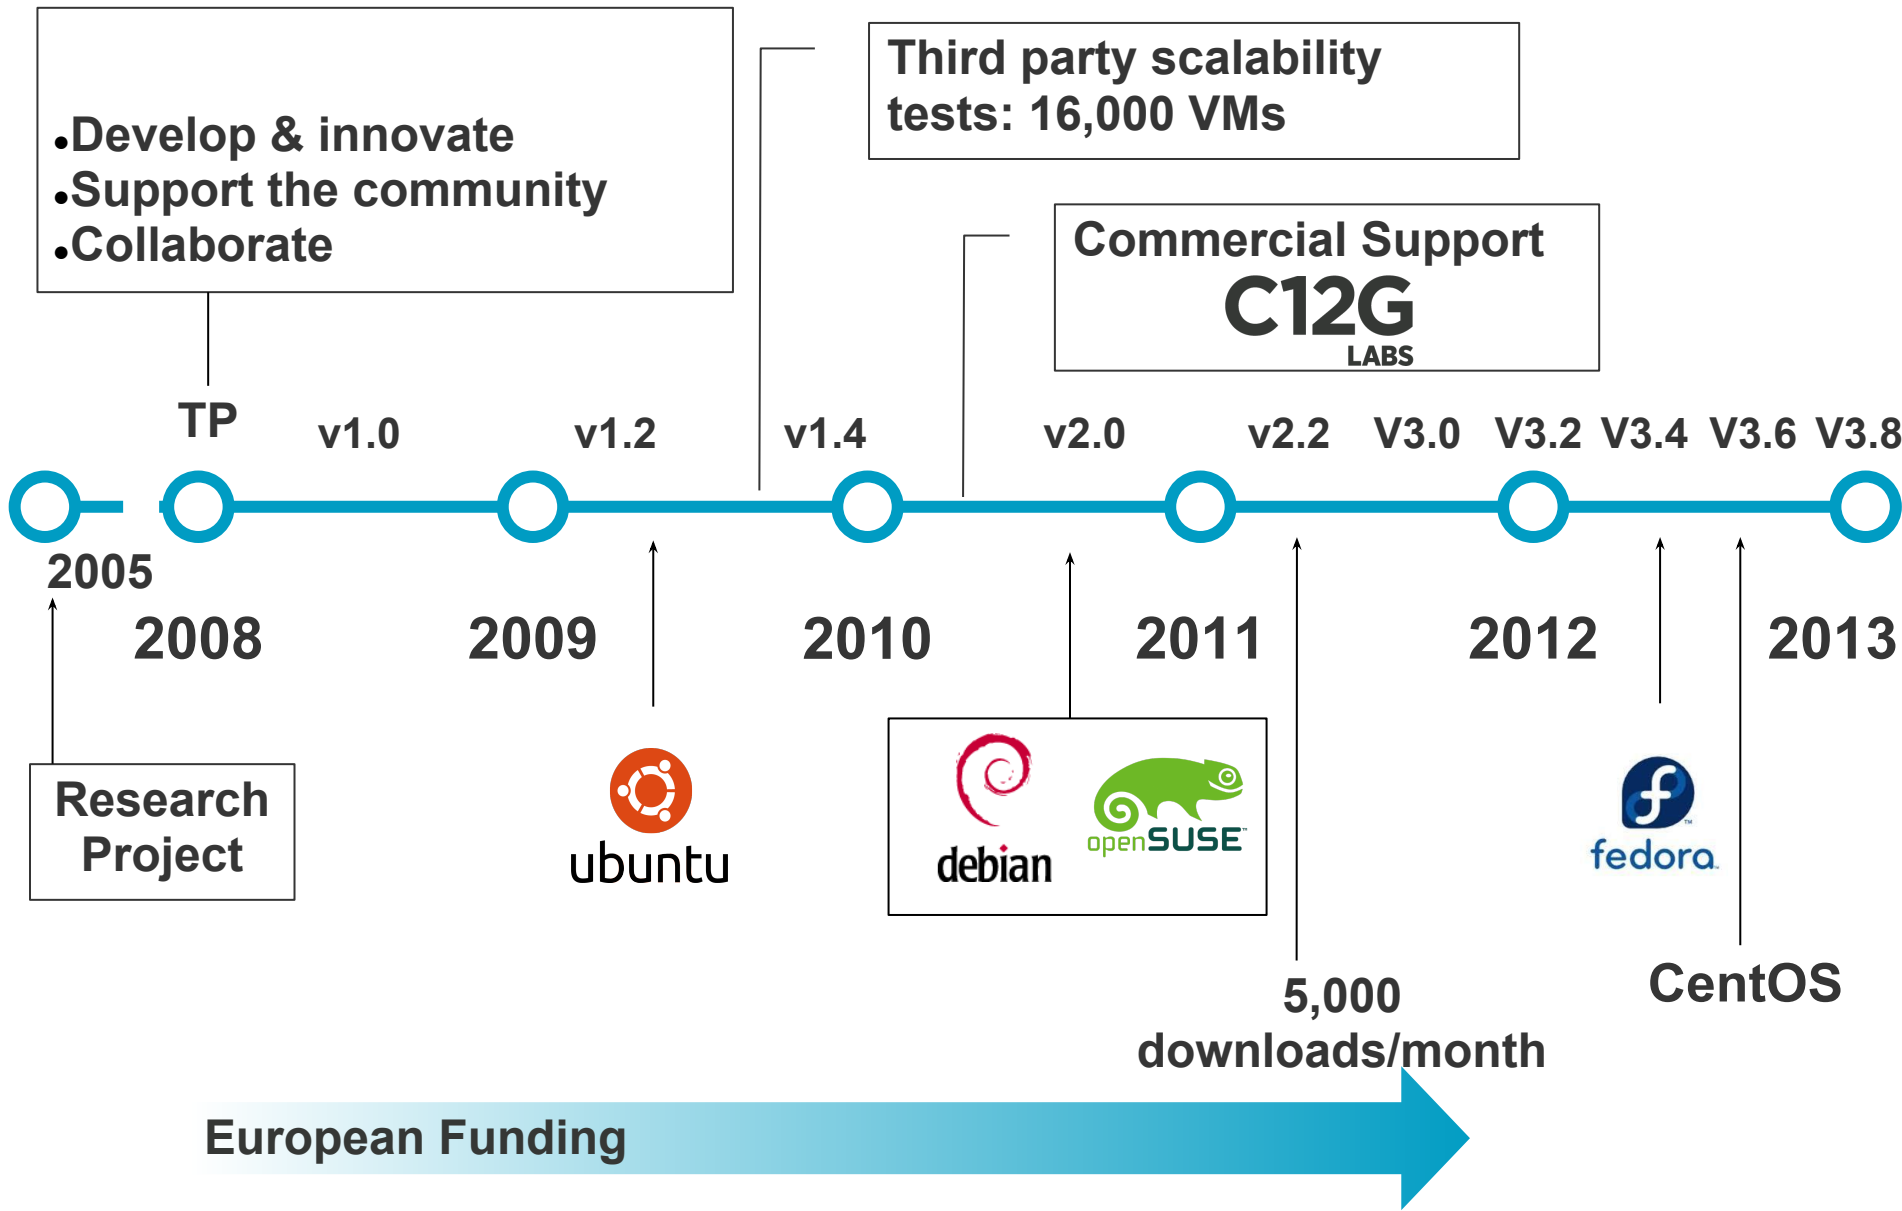 •Develop & innovate
•Support the community
•Collaborate
Third party scalability
tests: 16,000 VMs
Commercial Support
C12G
LABS
TP
v1.0
v1.2
v1.4
v2.0
v2.2
V3.0
V3.2
V3.4
V3.6
V3.8
2005
2008
2009
2010
2011
2012
2013
Research
Project
ubuntu
debian
openSUSE™
fedora™
CentOS
5,000
downloads/month
European Funding